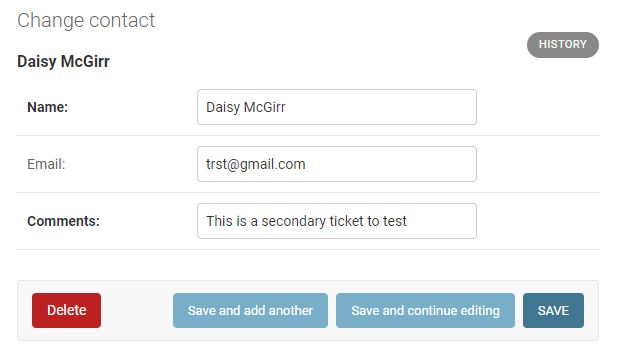 Change contact
HISTORY
Daisy McGirr
Name: Daisy McGirr
Email: trst@gmail.com
Comments: This is a secondary ticket to test
Delete Save and add another Save and continue editing SAVE